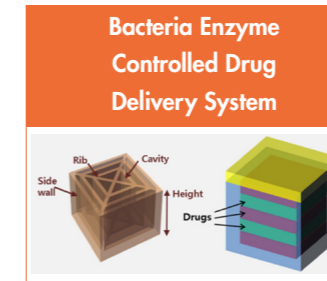 Bacteria Enzyme
Controlled Drug
Delivery System
Rib
Cavity
Side
wall
Height
Drugs